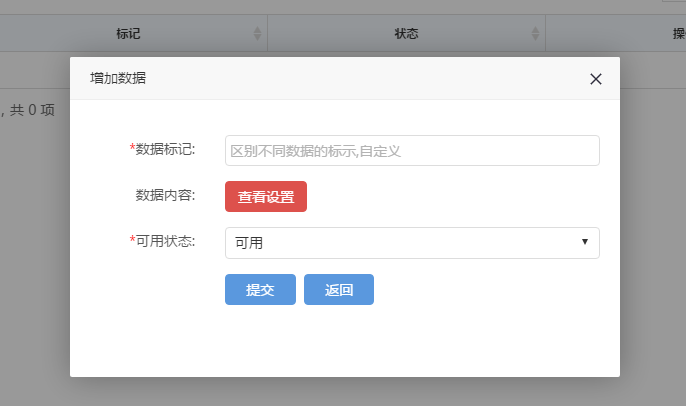 标记 状态 操
增加数据
, 共 0 项
*数据标记: 区别不同数据的标示,自定义
数据内容: 查看设置
*可用状态: 可用
提交 返回